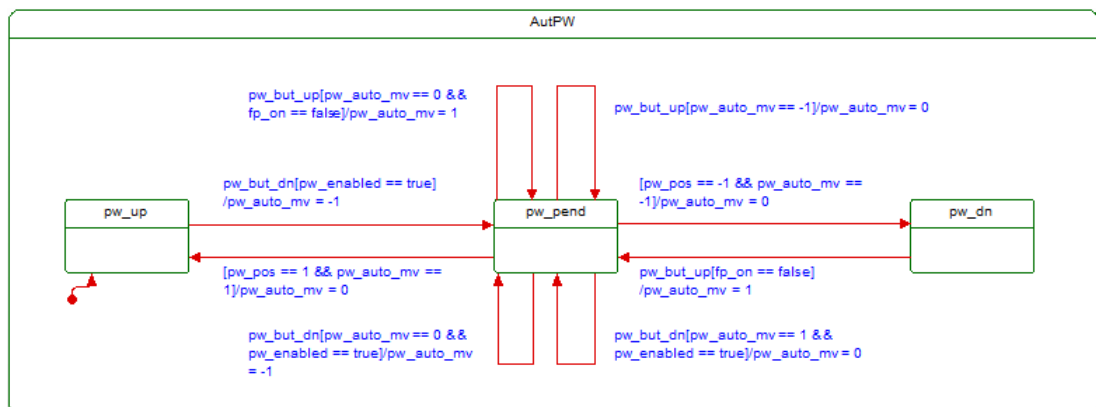 AutPW
pw_but_up[pw_auto_mv == 0 &&
fp_on == false]/pw_auto_mv = 1
pw_but_up[pw_auto_mv == -1]/pw_auto_mv = 0
pw_but_dn[pw_enabled == true]
/pw_auto_mv = -1
[pw_pos == -1 && pw_auto_mv ==
-1]/pw_auto_mv = 0
pw_up
pw_pend
pw_dn
[pw_pos == 1 && pw_auto_mv ==
1]/pw_auto_mv = 0
pw_but_up[fp_on == false]
/pw_auto_mv = 1
pw_but_dn[pw_auto_mv == 0 &&
pw_enabled == true]/pw_auto_mv
= -1
pw_but_dn[pw_auto_mv == 1 &&
pw_enabled == true]/pw_auto_mv = 0